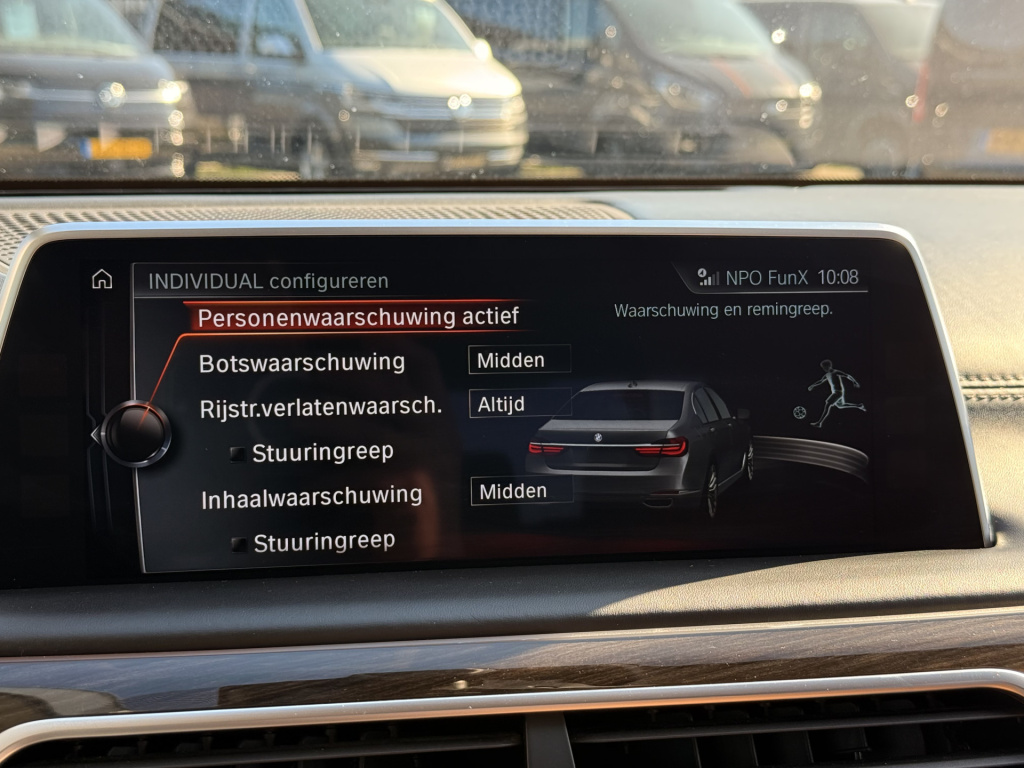 INDIVIDUAL configureren
NPO FunX 10:08
Personenwaarschuwing actief
Waarschuwing en remingreep.
Botswaarschuwing Midden
Rijstr.verlatenwaarsch. Altijd
Stuuringreep
Inhaalwaarschuwing Midden
Stuuringreep